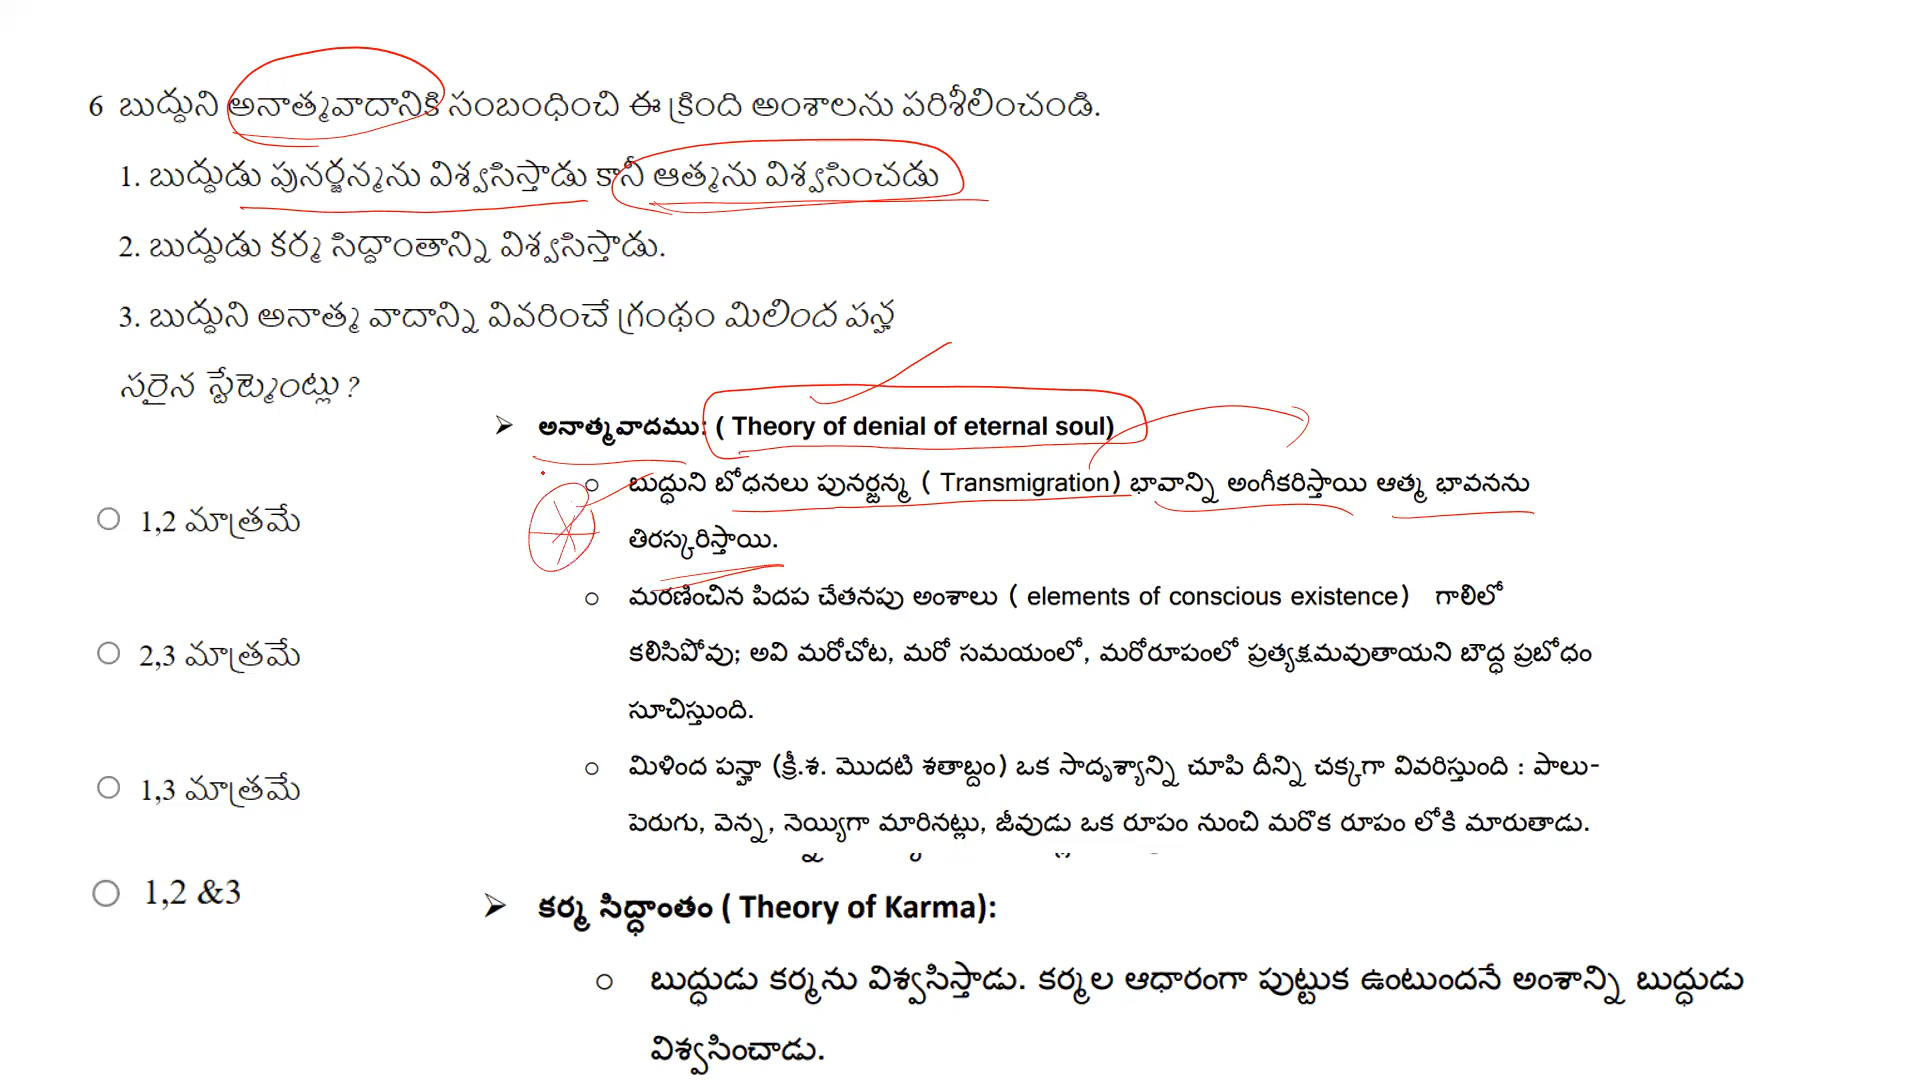 6 బుద్ధుని అనాత్మవాదానికి సంబంధించి ఈ క్రింది అంశాలను పరిశీలించండి.
1. బుద్ధుడు పునర్జన్మను విశ్వసిస్తాడు కానీ ఆత్మను విశ్వసించడు
2. బుద్ధుడు కర్మ సిద్ధాంతాన్ని విశ్వసిస్తాడు.
3. బుద్ధుని అనాత్మ వాదాన్ని వివరించే గ్రంథం మిలింద పన్హ
సరైన స్టేట్మెంట్లు ?
➢ అనాత్మవాదము: ( Theory of denial of eternal soul)
○ బుద్ధుని బోధనలు పునర్జన్మ ( Transmigration) భావాన్ని అంగీకరిస్తాయి ఆత్మ భావనను
తిరస్కరిస్తాయి.
○ మరణించిన పిదప చేతనపు అంశాలు ( elements of conscious existence) గాలిలో
కలిసిపోవు; అవి మరోచోట, మరో సమయంలో, మరోరూపంలో ప్రత్యక్షమవుతాయని బౌద్ధ ప్రబోధం
సూచిస్తుంది.
○ మిళింద పన్హా (క్రీ.శ. మొదటి శతాబ్దం) ఒక సాదృశ్యాన్ని చూపి దీన్ని చక్కగా వివరిస్తుంది : పాలు-
పెరుగు, వెన్న, నెయ్యిగా మారినట్లు, జీవుడు ఒక రూపం నుంచి మరొక రూపం లోకి మారుతాడు.
➢ కర్మ సిద్ధాంతం ( Theory of Karma):
○ బుద్ధుడు కర్మను విశ్వసిస్తాడు. కర్మల ఆధారంగా పుట్టుక ఉంటుందనే అంశాన్ని బుద్ధుడు
విశ్వసించాడు.
1,2 మాత్రమే
2,3 మాత్రమే
1,3 మాత్రమే
1,2 &3